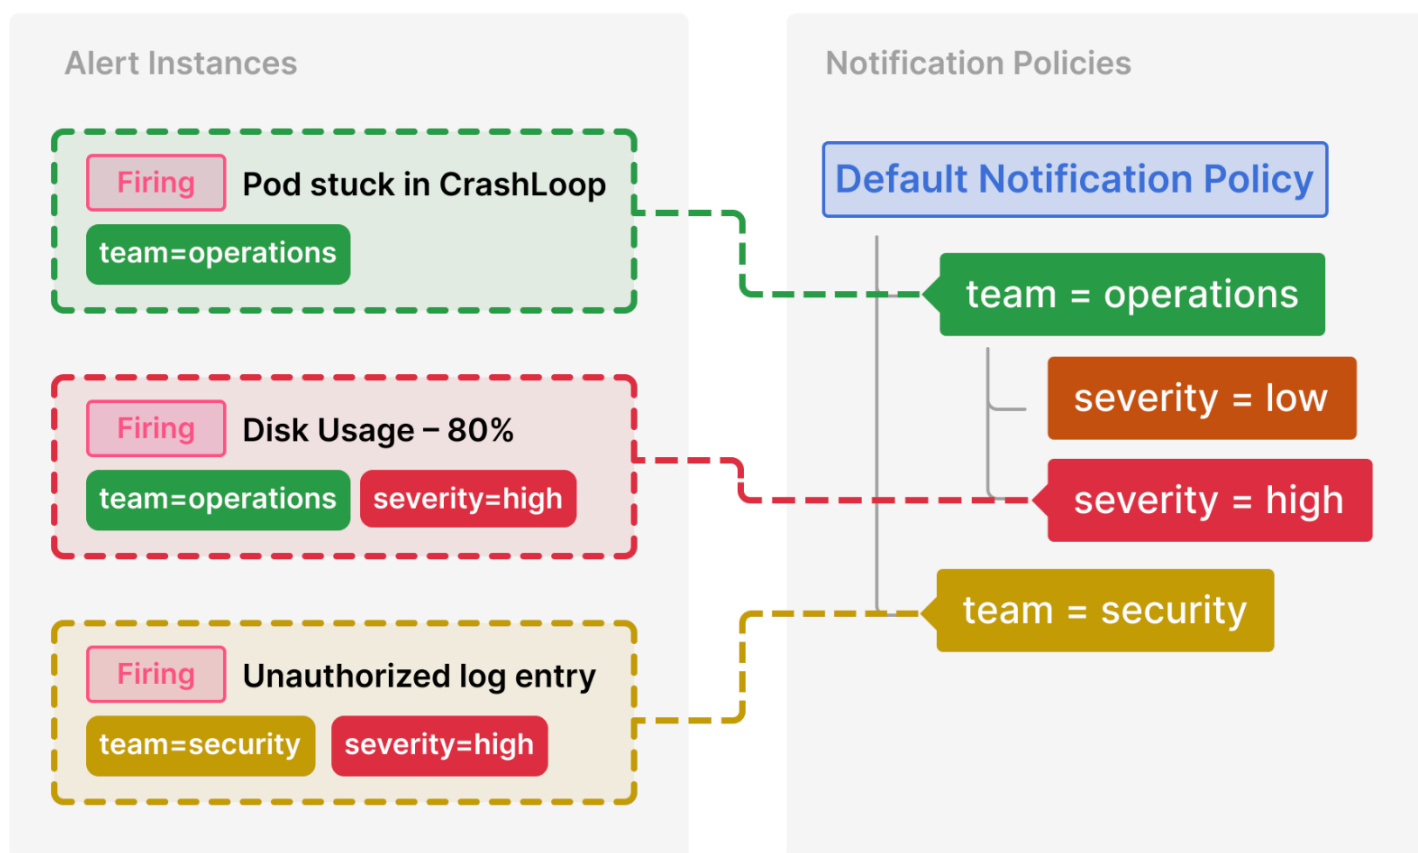 Alert Instances
Firing Pod stuck in CrashLoop
team=operations
Firing Disk Usage – 80%
team=operations severity=high
Firing Unauthorized log entry
team=security severity=high
Notification Policies
Default Notification Policy
team = operations
severity = low
severity = high
team = security